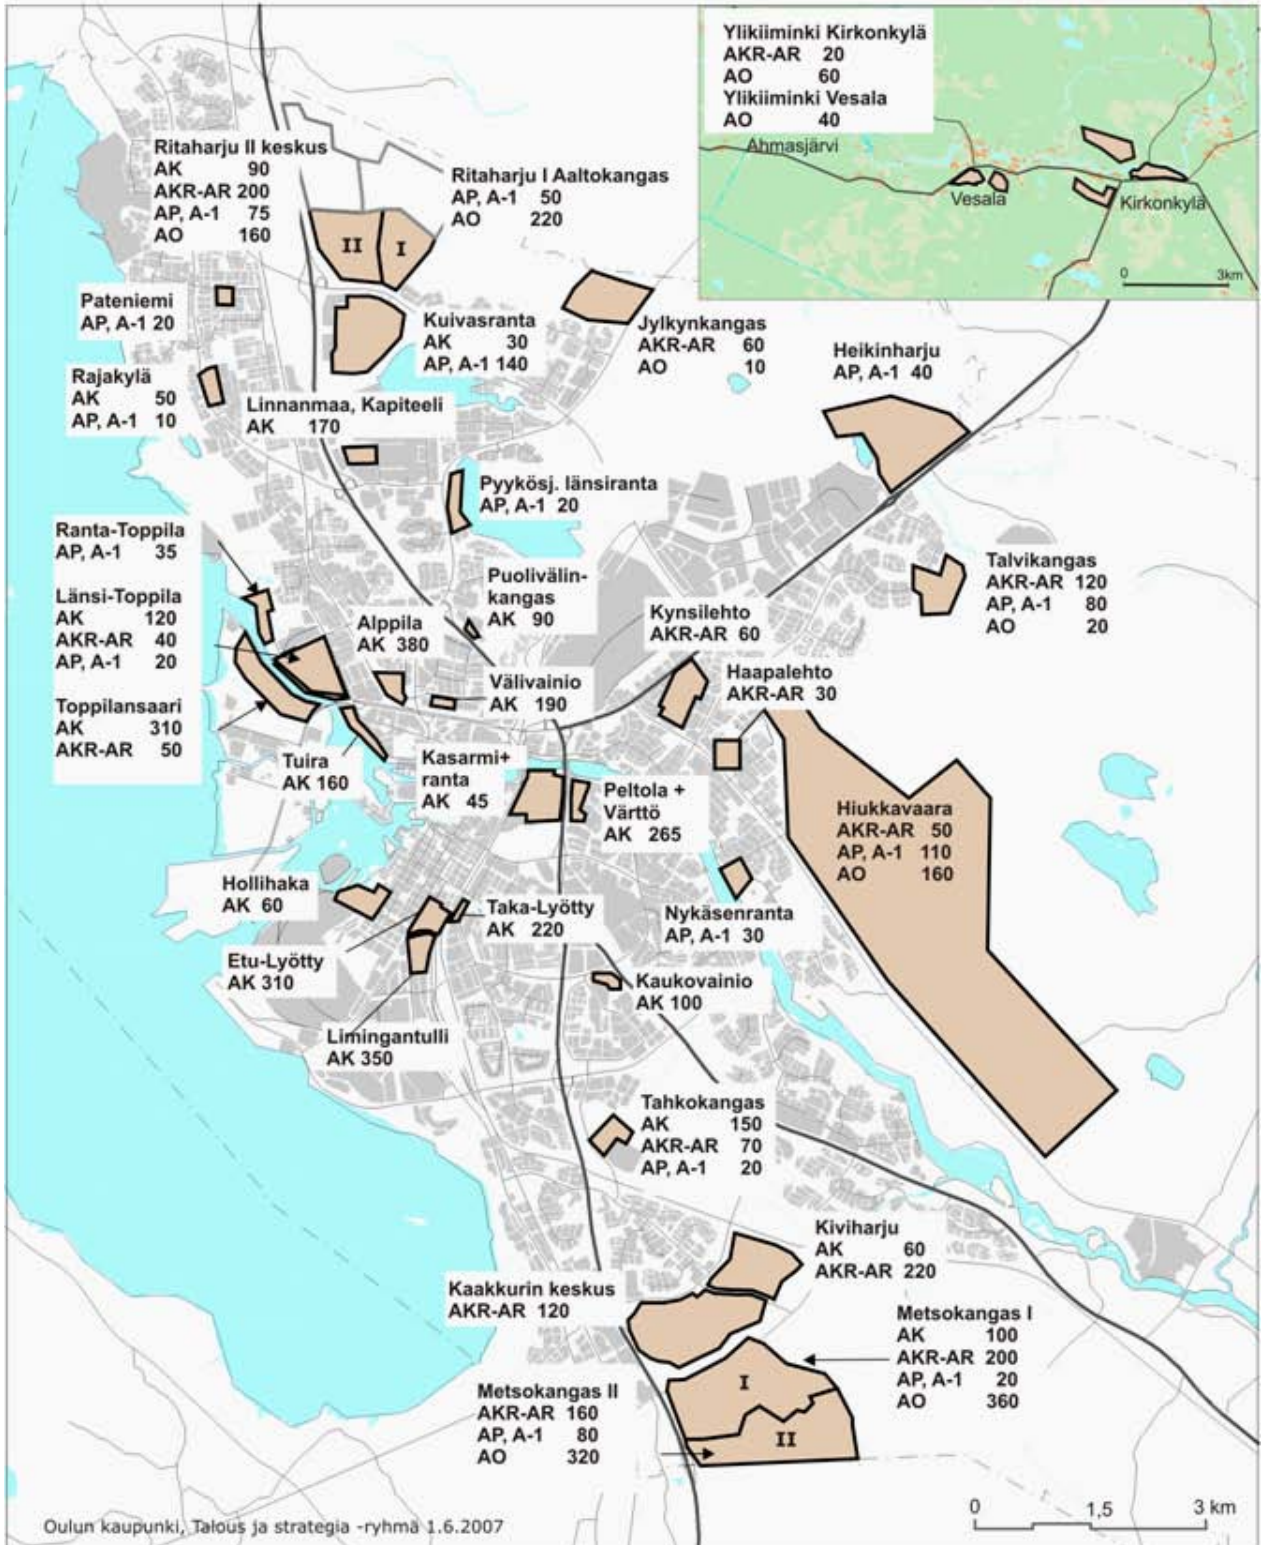 Ylikiiminki Kirkonkylä
AKR-AR 20
AO 60
Ylikiiminki Vesala
AO 40
Ahmasjärvi
Vesala
Kirkonkylä
0 3km
Ritaharju II keskus
AK 90
AKR-AR 200
AP, A-1 75
AO 160
Ritaharju I Aaltokangas
AP, A-1 50
AO 220
II I
Pateniemi
AP, A-1 20
Kuivasranta
AK 30
AP, A-1 140
Jylkynkangas
AKR-AR 60
AO 10
Heikinharju
AP, A-1 40
Rajakylä
AK 50
AP, A-1 10
Linnanmaa, Kapiteeli
AK 170
Pyykösj. länsiranta
AP, A-1 20
Ranta-Toppila
AP, A-1 35
Länsi-Toppila
AK 120
AKR-AR 40
AP, A-1 20
Toppilansaari
AK 310
AKR-AR 50
Alppila
AK 380
Puolivälin-
kangas
AK 90
Välivainio
AK 190
Kynsilehto
AKR-AR 60
Haapalehto
AKR-AR 30
Talvikangas
AKR-AR 120
AP, A-1 80
AO 20
Tuira
AK 160
Kasarmi+
ranta
AK 45
Peltola +
Värttö
AK 265
Hiukkavaara
AKR-AR 50
AP, A-1 110
AO 160
Hollihaka
AK 60
Taka-Lyötty
AK 220
Nykäsenranta
AP, A-1 30
Etu-Lyötty
AK 310
Kaukovainio
AK 100
Limingantulli
AK 350
Tahkokangas
AK 150
AKR-AR 70
AP, A-1 20
Kiviharju
AK 60
AKR-AR 220
Kaakkurin keskus
AKR-AR 120
Metsokangas I
AK 100
AKR-AR 200
AP, A-1 20
AO 360
I
II
Metsokangas II
AKR-AR 160
AP, A-1 80
AO 320
0 1,5 3 km
Oulun kaupunki, Talous ja strategia -ryhmä 1.6.2007